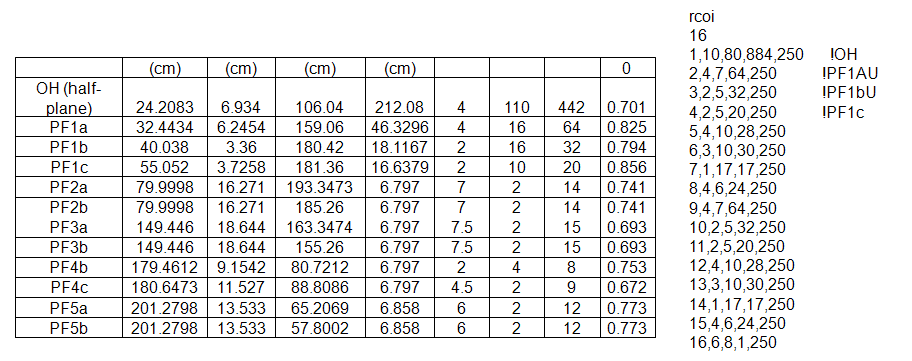 (cm) (cm) (cm) (cm) 0
OH (half-
plane) 24.2083 6.934 106.04 212.08 4 110 442 0.701
PF1a 32.4434 6.2454 159.06 46.3296 4 16 64 0.825
PF1b 40.038 3.36 180.42 18.1167 2 16 32 0.794
PF1c 55.052 3.7258 181.36 16.6379 2 10 20 0.856
PF2a 79.9998 16.271 193.3473 6.797 7 2 14 0.741
PF2b 79.9998 16.271 185.26 6.797 7 2 14 0.741
PF3a 149.446 18.644 163.3474 6.797 7.5 2 15 0.693
PF3b 149.446 18.644 155.26 6.797 7.5 2 15 0.693
PF4b 179.4612 9.1542 80.7212 6.797 2 4 8 0.753
PF4c 180.6473 11.527 88.8086 6.797 4.5 2 9 0.672
PF5a 201.2798 13.533 65.2069 6.858 6 2 12 0.773
PF5b 201.2798 13.533 57.8002 6.858 6 2 12 0.773
rcoi
16
1,10,80,884,250 !OH
2,4,7,64,250 !PF1AU
3,2,5,32,250 !PF1bU
4,2,5,20,250 !PF1c
5,4,10,28,250
6,3,10,30,250
7,1,17,17,250
8,4,6,24,250
9,4,7,64,250
10,2,5,32,250
11,2,5,20,250
12,4,10,28,250
13,3,10,30,250
14,1,17,17,250
15,4,6,24,250
16,6,8,1,250